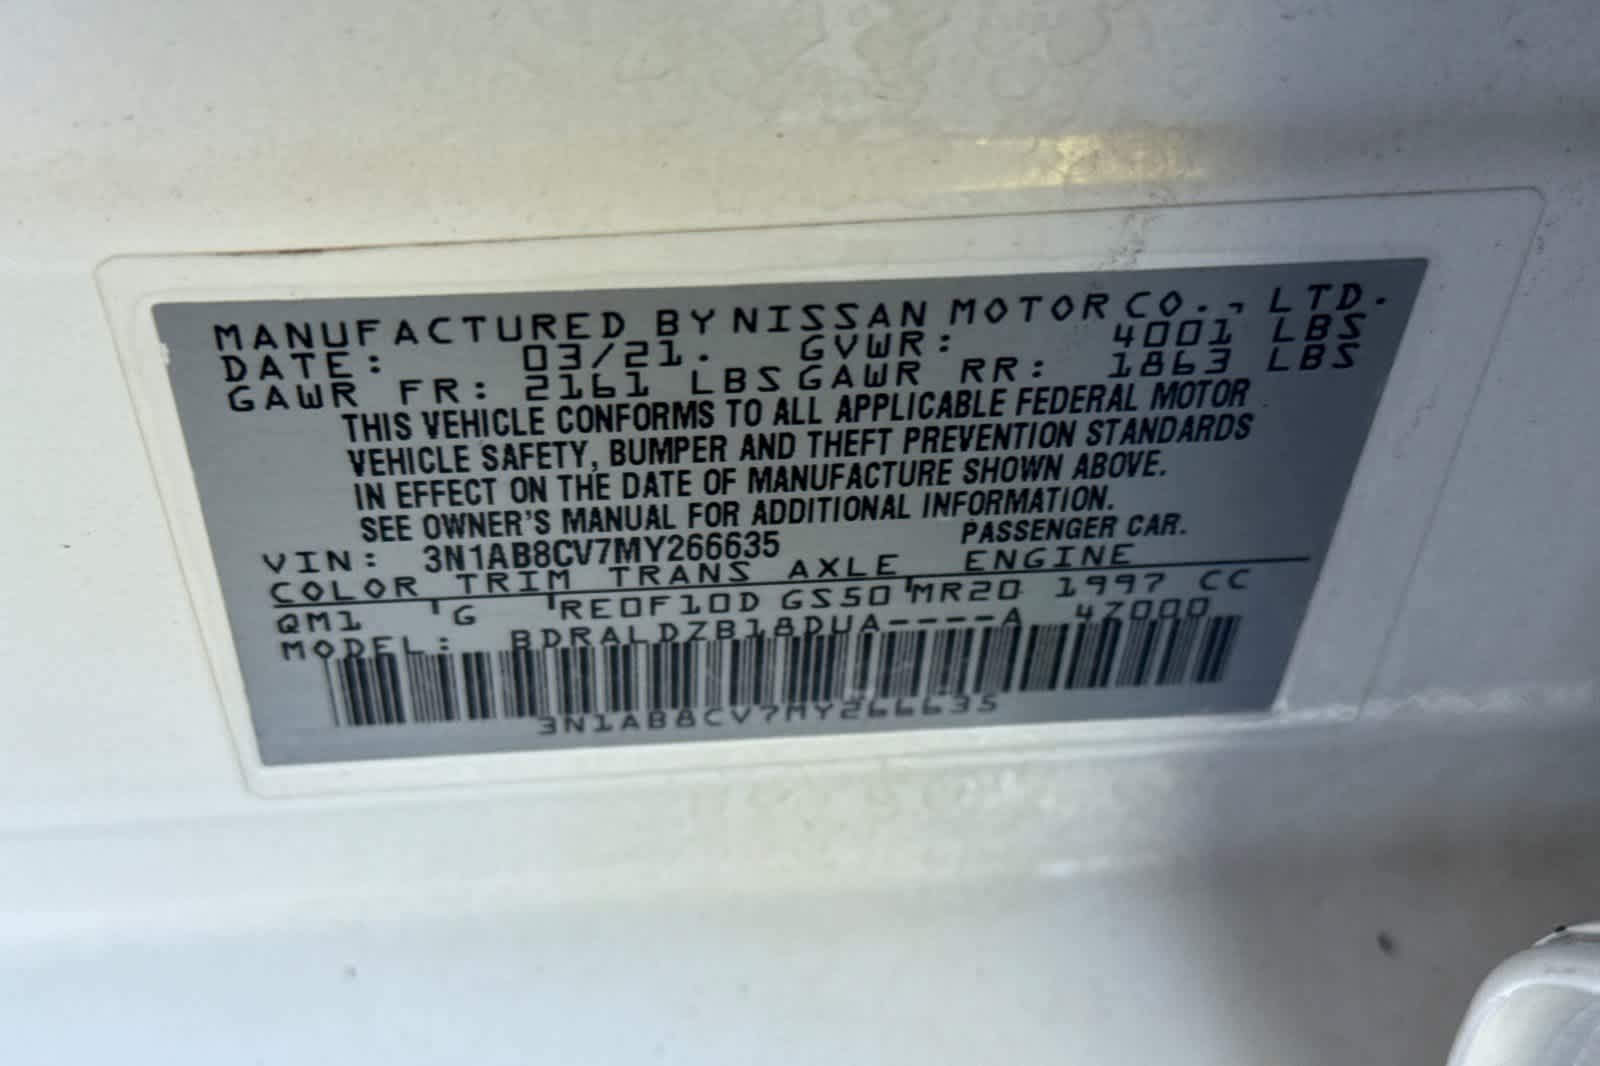 MANUFACTURED BY NISSAN MOTOR CO., LTD.
DATE: 03/21. GVWR: 4001 LBS
GAWR FR: 2161 LBS GAWR RR: 1863 LBS
THIS VEHICLE CONFORMS TO ALL APPLICABLE FEDERAL MOTOR
VEHICLE SAFETY, BUMPER AND THEFT PREVENTION STANDARDS
IN EFFECT ON THE DATE OF MANUFACTURE SHOWN ABOVE.
SEE OWNER'S MANUAL FOR ADDITIONAL INFORMATION.
VIN: 3N1AB8CV7MY266635 PASSENGER CAR.
COLOR TRIM TRANS AXLE ENGINE
QM1 G RE0F10D GS50 MR20 1997 CC
MODEL: BDRALDZB18DUA----A 4Z000
3N1AB8CV7MY266635